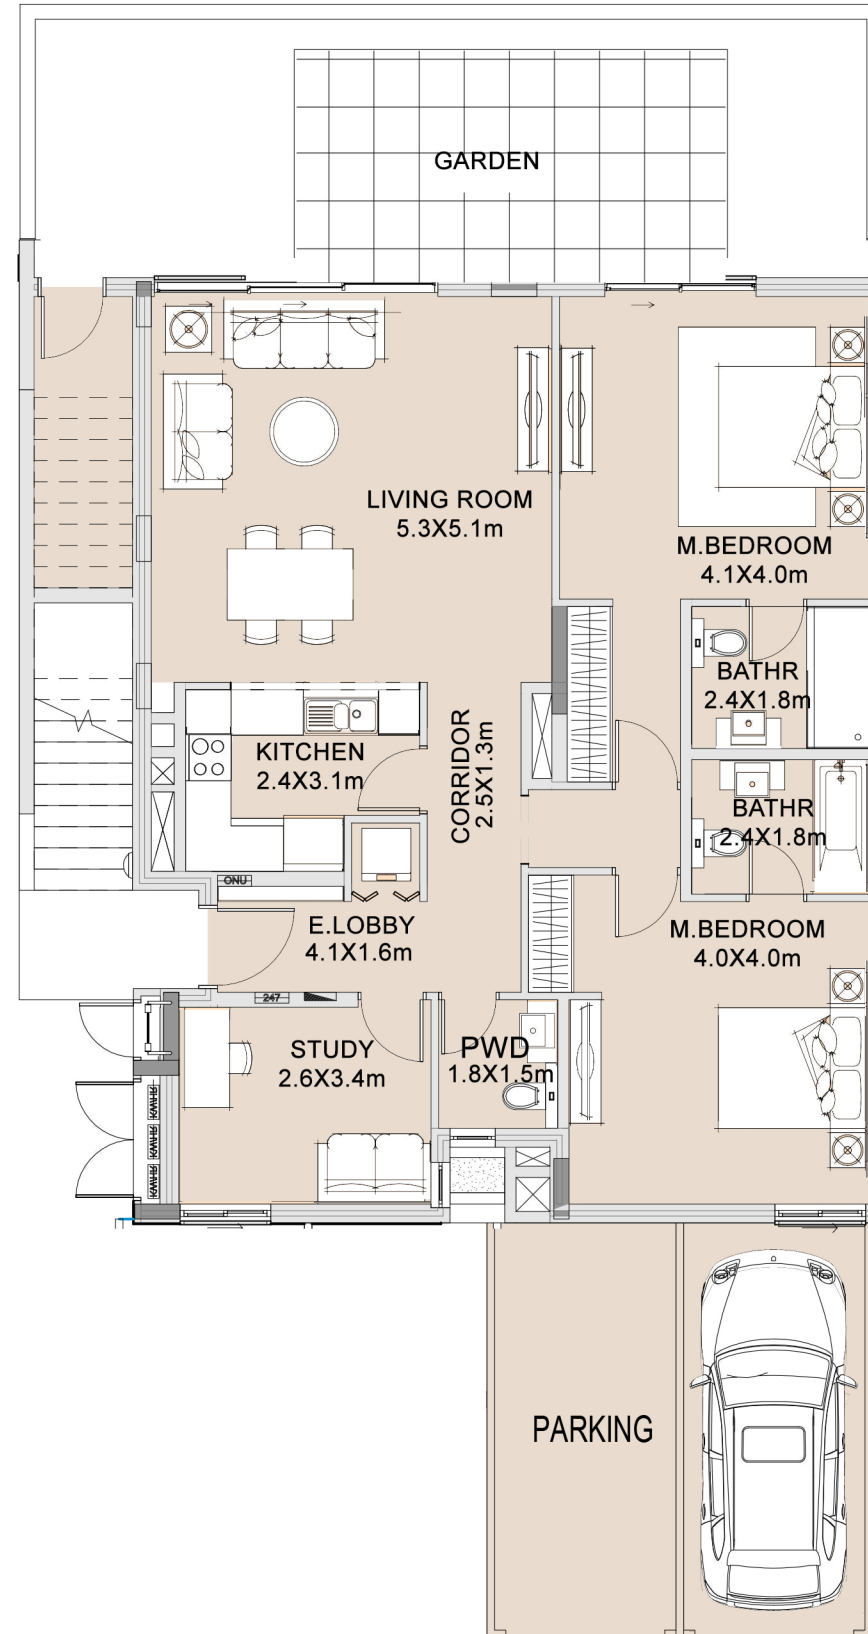 GARDEN
LIVING ROOM
5.3X5.1m
M.BEDROOM
4.1X4.0m
BATHR
2.4X1.8m
KITCHEN
2.4X3.1m
CORRIDOR
2.5X1.3m
BATHR
2.4X1.8m
ONU
E.LOBBY
4.1X1.6m
M.BEDROOM
4.0X4.0m
247
STUDY
2.6X3.4m
PWD
1.8X1.5m
PARKING